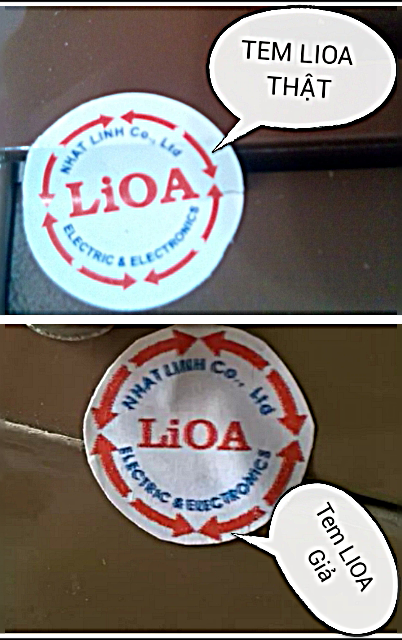 TEM LIOA
THẬT
NHAT LINH Co., Ltd
LiOA
ELECTRIC & ELECTRONICS
NHAT LINH Co., Ltd
LiOA
ELECTRIC & ELECTRONICS
Tem LIOA
Giả